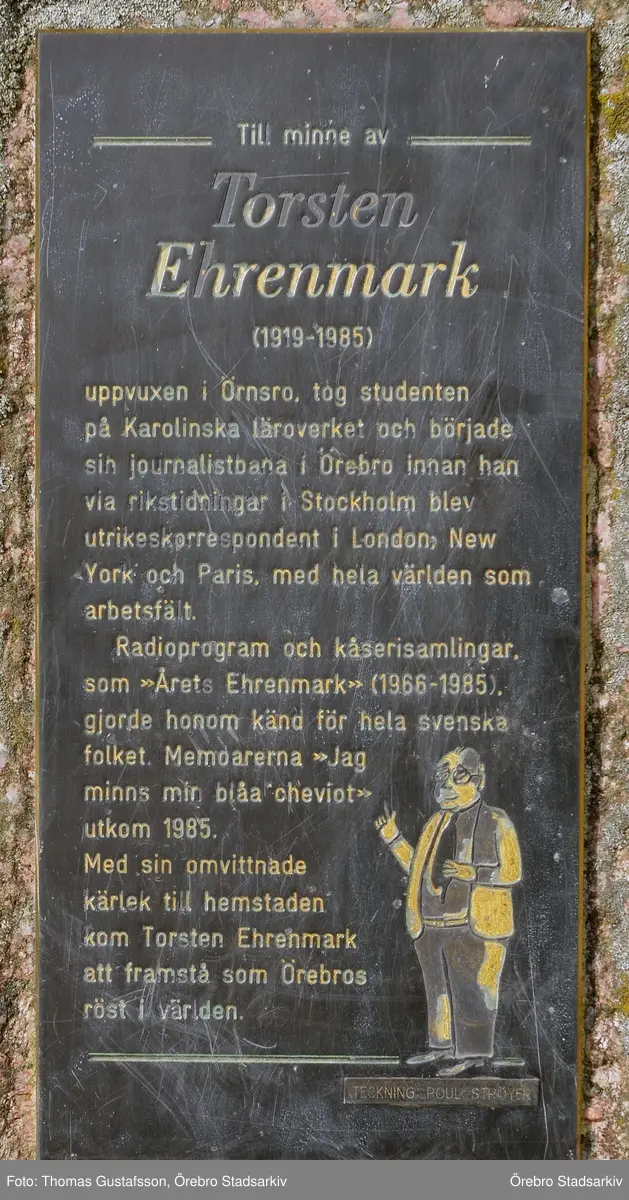 Till minne av
Torsten
Ehrenmark
(1919-1985)
uppvuxen i Örnsro, tog studenten
på Karolinska läroverket och började
sin journalistbana i Örebro innan han
via rikstidningar i Stockholm blev
utrikeskorrespondent i London, New
York och Paris, med hela världen som
arbetsfält.
Radioprogram och kåserisamlingar,
som »Årets Ehrenmark» (1966-1985),
gjorde honom känd för hela svenska
folket. Memoarerna »Jag
minns min blåa cheviot»
utkom 1985.
Med sin omvittnade
kärlek till hemstaden
kom Torsten Ehrenmark
att framstå som Örebros
röst i världen.
TECKNING: POUL STRÖYER
Foto: Thomas Gustafsson, Örebro Stadsarkiv
Örebro Stadsarkiv